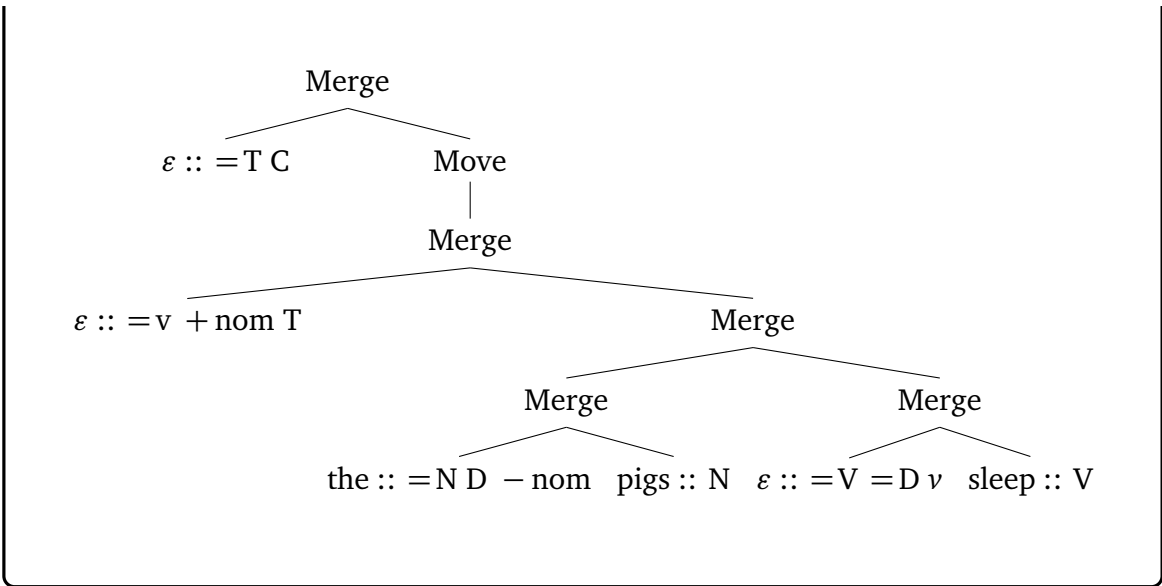 Merge
ε :: =T C Move
Merge
ε :: =v +nom T Merge
Merge Merge
the :: =N D −nom pigs :: N ε :: =V =D v sleep :: V